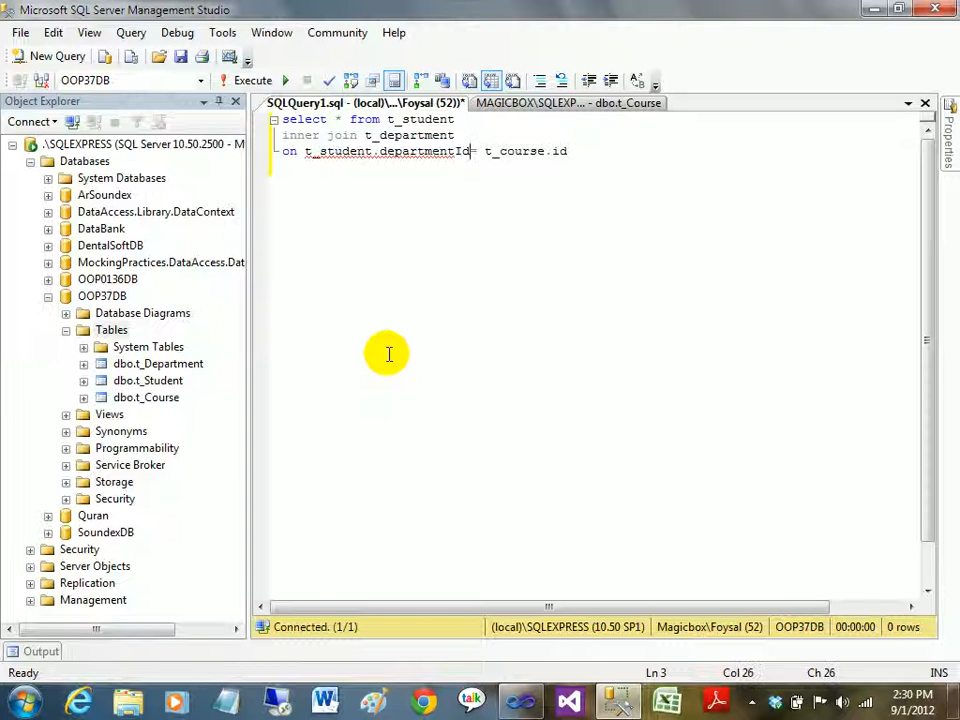 Microsoft SQL Server Management Studio
File Edit View Query Debug Tools Window Community Help
New Query
OOP37DB Execute
Object Explorer
SQLQuery1.sql - (local)\...\Foysal (52))* MAGICBOX\SQLEXP... - dbo.t_Course
Connect
.\SQLEXPRESS (SQL Server 10.50.2500 - M
Databases
System Databases
ArSoundex
DataAccess.Library.DataContext
DataBank
DentalSoftDB
MockingPractices.DataAccess.Dat
OOP0136DB
OOP37DB
Database Diagrams
Tables
System Tables
dbo.t_Department
dbo.t_Student
dbo.t_Course
Views
Synonyms
Programmability
Service Broker
Storage
Security
Quran
SoundexDB
Security
Server Objects
Replication
Management
select * from t_student
inner join t_department
on t_student.departmentId= t_course.id
Properties
Connected. (1/1) (local)\SQLEXPRESS (10.50 SP1) Magicbox\Foysal (52) OOP37DB 00:00:00 0 rows
Output
Ready Ln 3 Col 26 Ch 26 INS
talk
2:30 PM
9/1/2012